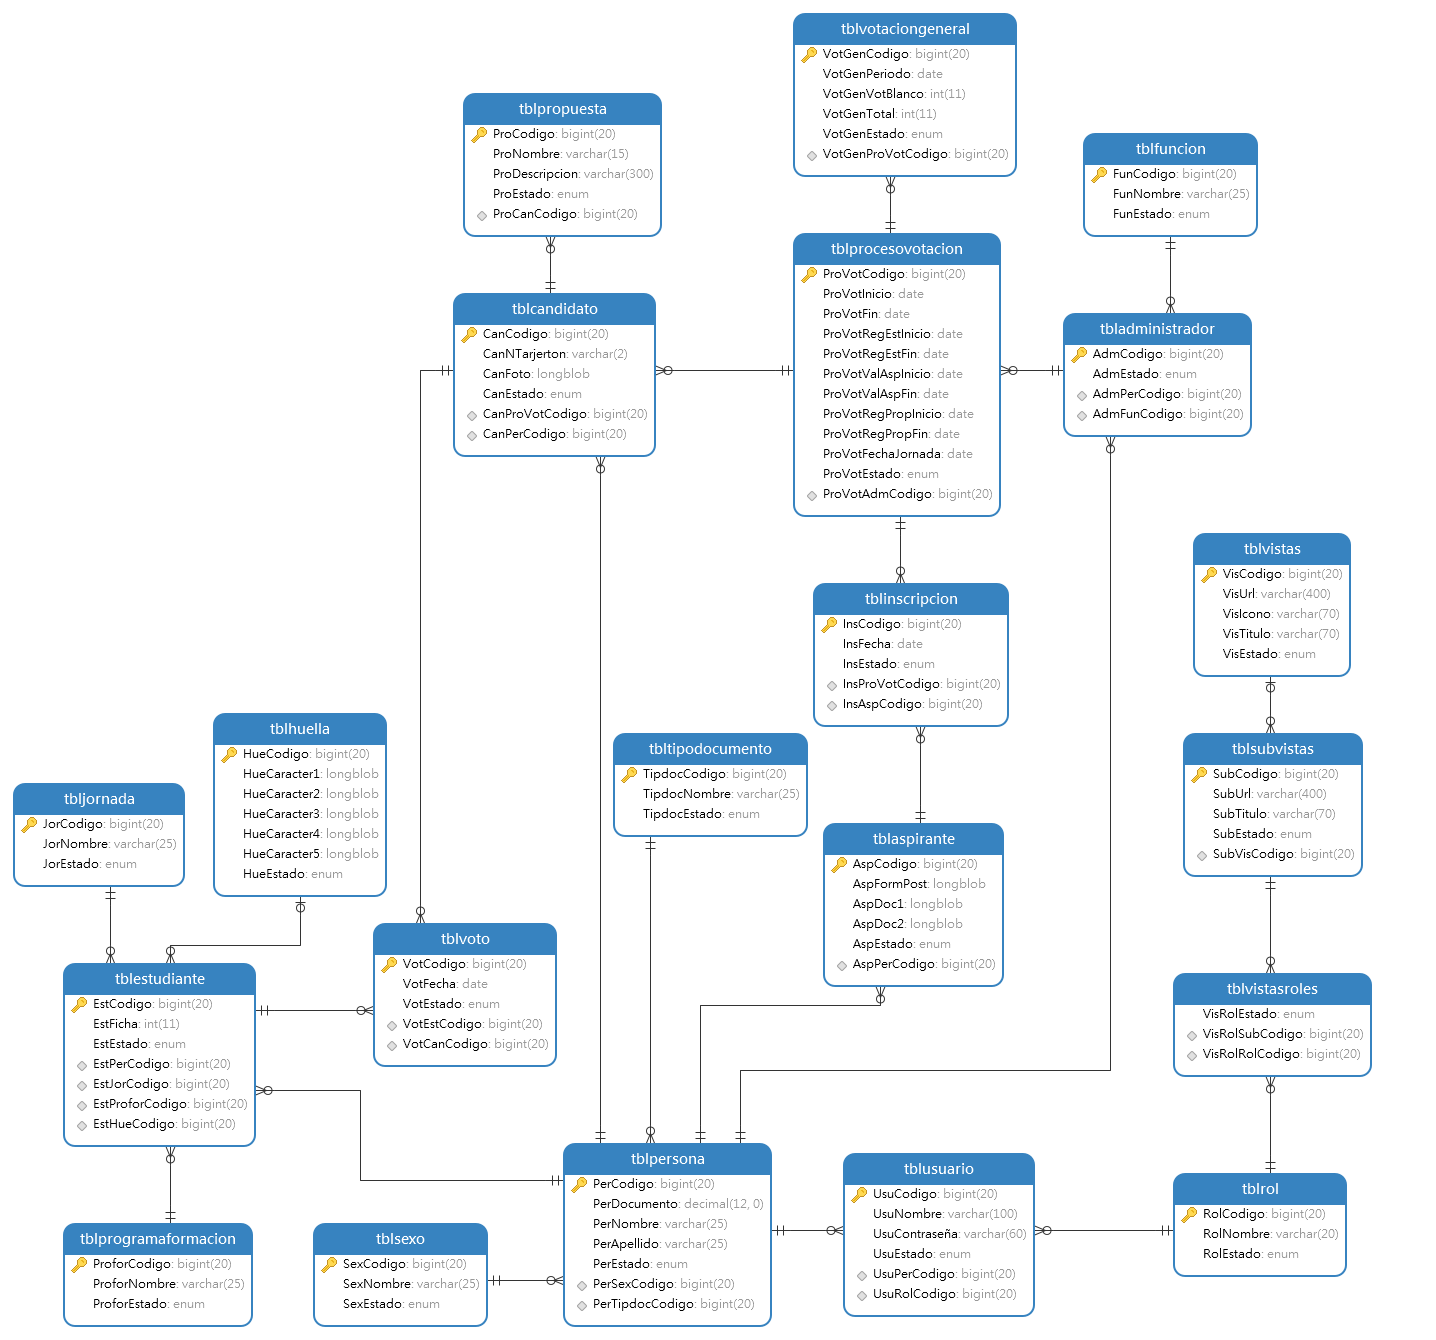 tblvotaciongeneral
VotGenCodigo: bigint(20)
VotGenPeriodo: date
VotGenVotBlanco: int(11)
VotGenTotal: int(11)
VotGenEstado: enum
VotGenProVotCodigo: bigint(20)
tblpropuesta
ProCodigo: bigint(20)
ProNombre: varchar(15)
ProDescripcion: varchar(300)
ProEstado: enum
ProCanCodigo: bigint(20)
tblfuncion
FunCodigo: bigint(20)
FunNombre: varchar(25)
FunEstado: enum
tblprocesovotacion
ProVotCodigo: bigint(20)
ProVotInicio: date
ProVotFin: date
ProVotRegEstInicio: date
ProVotRegEstFin: date
ProVotValAspInicio: date
ProVotValAspFin: date
ProVotRegPropInicio: date
ProVotRegPropFin: date
ProVotFechaJornada: date
ProVotEstado: enum
ProVotAdmCodigo: bigint(20)
tblcandidato
CanCodigo: bigint(20)
CanNTarjerton: varchar(2)
CanFoto: longblob
CanEstado: enum
CanProVotCodigo: bigint(20)
CanPerCodigo: bigint(20)
tbladministrador
AdmCodigo: bigint(20)
AdmEstado: enum
AdmPerCodigo: bigint(20)
AdmFunCodigo: bigint(20)
tblvistas
VisCodigo: bigint(20)
VisUrl: varchar(400)
VisIcono: varchar(70)
VisTitulo: varchar(70)
VisEstado: enum
tblinscripcion
InsCodigo: bigint(20)
InsFecha: date
InsEstado: enum
InsProVotCodigo: bigint(20)
InsAspCodigo: bigint(20)
tblhuella
HueCodigo: bigint(20)
HueCaracter1: longblob
HueCaracter2: longblob
HueCaracter3: longblob
HueCaracter4: longblob
HueCaracter5: longblob
HueEstado: enum
tbltipodocumento
TipdocCodigo: bigint(20)
TipdocNombre: varchar(25)
TipdocEstado: enum
tblsubvistas
SubCodigo: bigint(20)
SubUrl: varchar(400)
SubTitulo: varchar(70)
SubEstado: enum
SubVisCodigo: bigint(20)
tbljornada
JorCodigo: bigint(20)
JorNombre: varchar(25)
JorEstado: enum
tblaspirante
AspCodigo: bigint(20)
AspFormPost: longblob
AspDoc1: longblob
AspDoc2: longblob
AspEstado: enum
AspPerCodigo: bigint(20)
tblvoto
VotCodigo: bigint(20)
VotFecha: date
VotEstado: enum
VotEstCodigo: bigint(20)
VotCanCodigo: bigint(20)
tblestudiante
EstCodigo: bigint(20)
EstFicha: int(11)
EstEstado: enum
EstPerCodigo: bigint(20)
EstJorCodigo: bigint(20)
EstProforCodigo: bigint(20)
EstHueCodigo: bigint(20)
tblvistasroles
VisRolEstado: enum
VisRolSubCodigo: bigint(20)
VisRolRolCodigo: bigint(20)
tblpersona
PerCodigo: bigint(20)
PerDocumento: decimal(12, 0)
PerNombre: varchar(25)
PerApellido: varchar(25)
PerEstado: enum
PerSexCodigo: bigint(20)
PerTipdocCodigo: bigint(20)
tblusuario
UsuCodigo: bigint(20)
UsuNombre: varchar(100)
UsuContraseña: varchar(60)
UsuEstado: enum
UsuPerCodigo: bigint(20)
UsuRolCodigo: bigint(20)
tblrol
RolCodigo: bigint(20)
RolNombre: varchar(20)
RolEstado: enum
tblprogramaformacion
ProforCodigo: bigint(20)
ProforNombre: varchar(25)
ProforEstado: enum
tblsexo
SexCodigo: bigint(20)
SexNombre: varchar(25)
SexEstado: enum